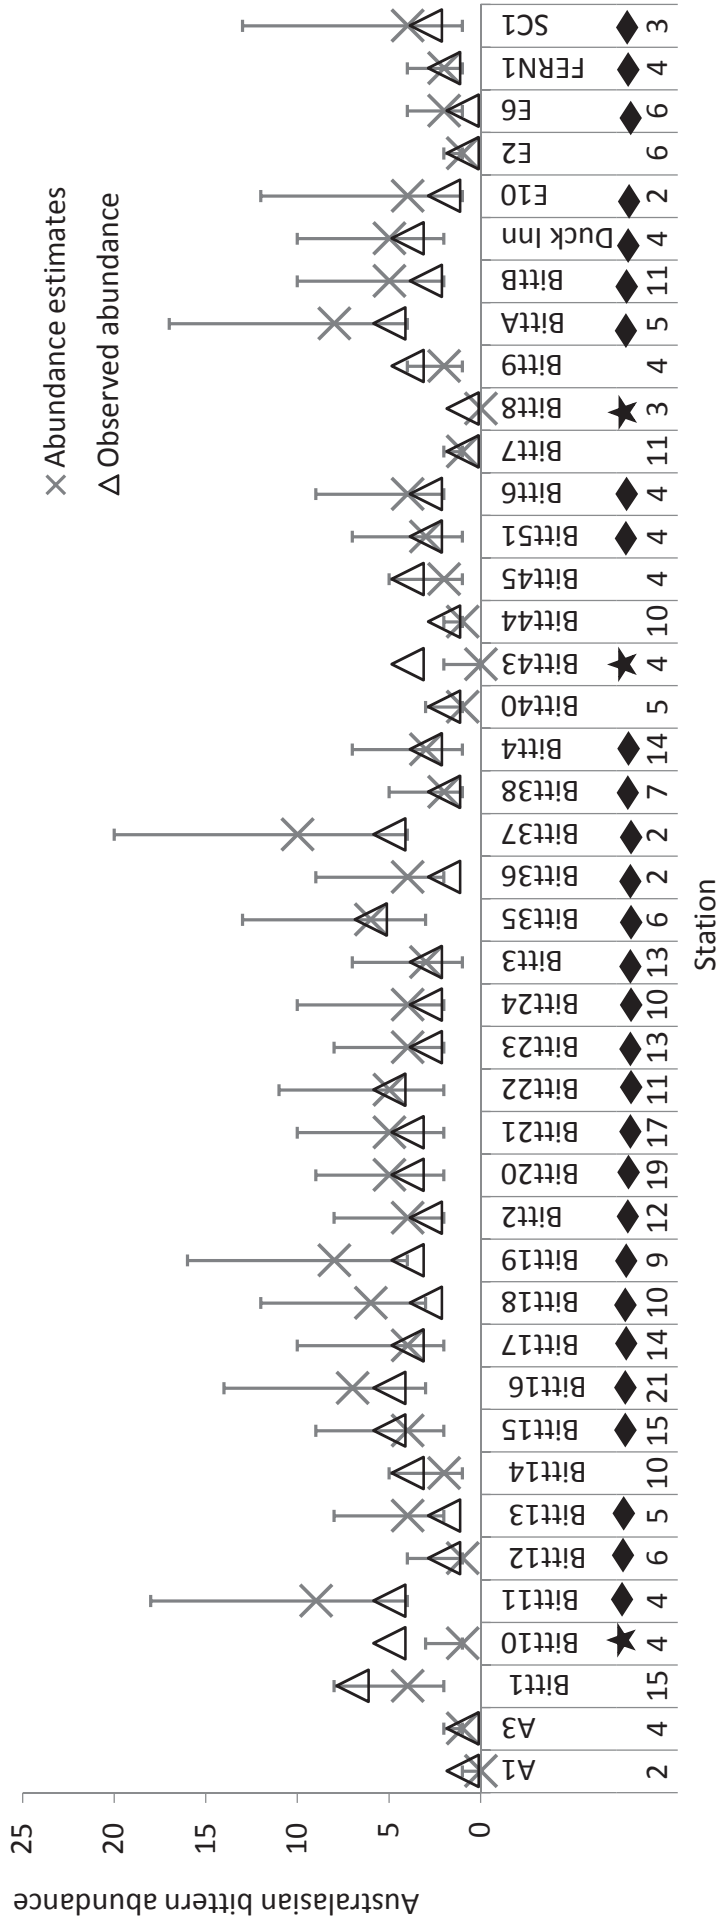 Australasian bittern abundance
25
20
15
10
5
0
× Abundance estimates
△ Observed abundance
A1 A3 Bitt1 Bitt10 Bitt11 Bitt12 Bitt13 Bitt14 Bitt15 Bitt16 Bitt17 Bitt18 Bitt19 Bitt2 Bitt20 Bitt21 Bitt22 Bitt23 Bitt24 Bitt3 Bitt35 Bitt36 Bitt37 Bitt38 Bitt4 Bitt40 Bitt43 Bitt44 Bitt45 Bitt51 Bitt6 Bitt7 Bitt8 Bitt9 BittA BittB Duck Inn E10 E2 E6 FERN1 SC1
2 4 15 4 4 6 5 10 15 21 14 10 9 12 19 17 11 13 10 13 6 2 2 7 14 5 4 10 4 4 4 11 3 4 5 11 4 2 6 6 4 3
Station